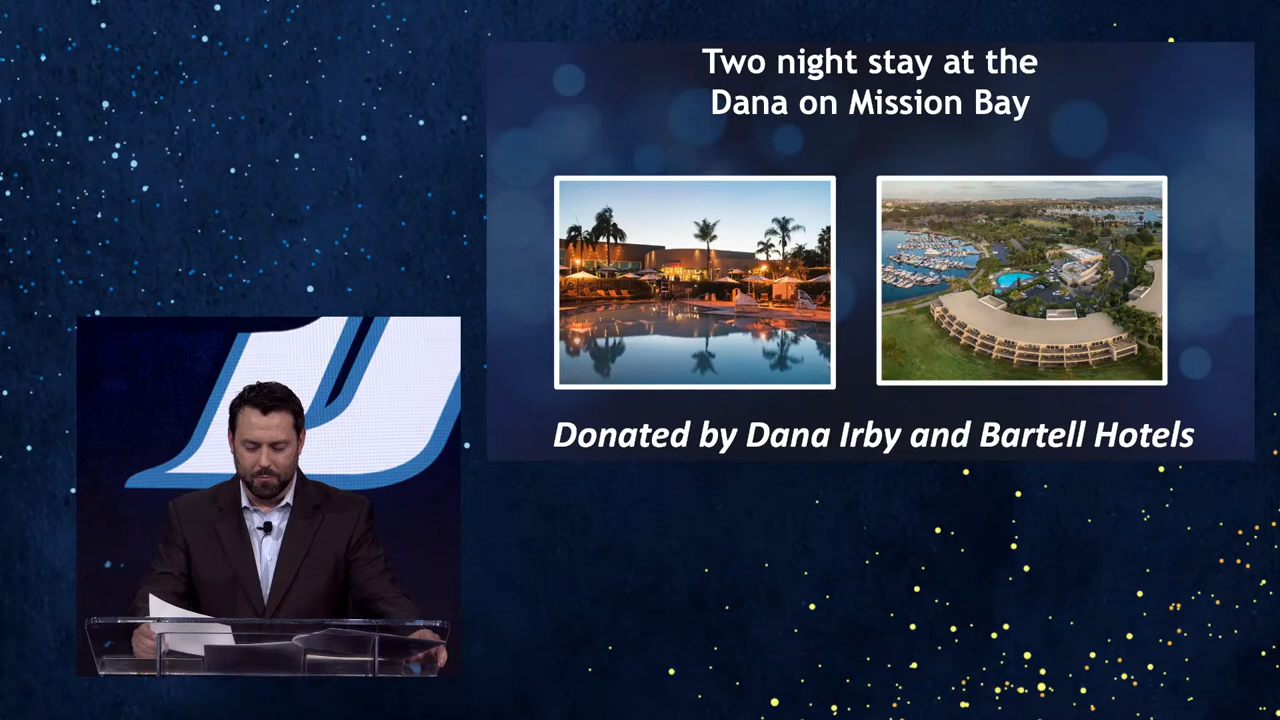 Two night stay at the
Dana on Mission Bay
Donated by Dana Irby and Bartell Hotels